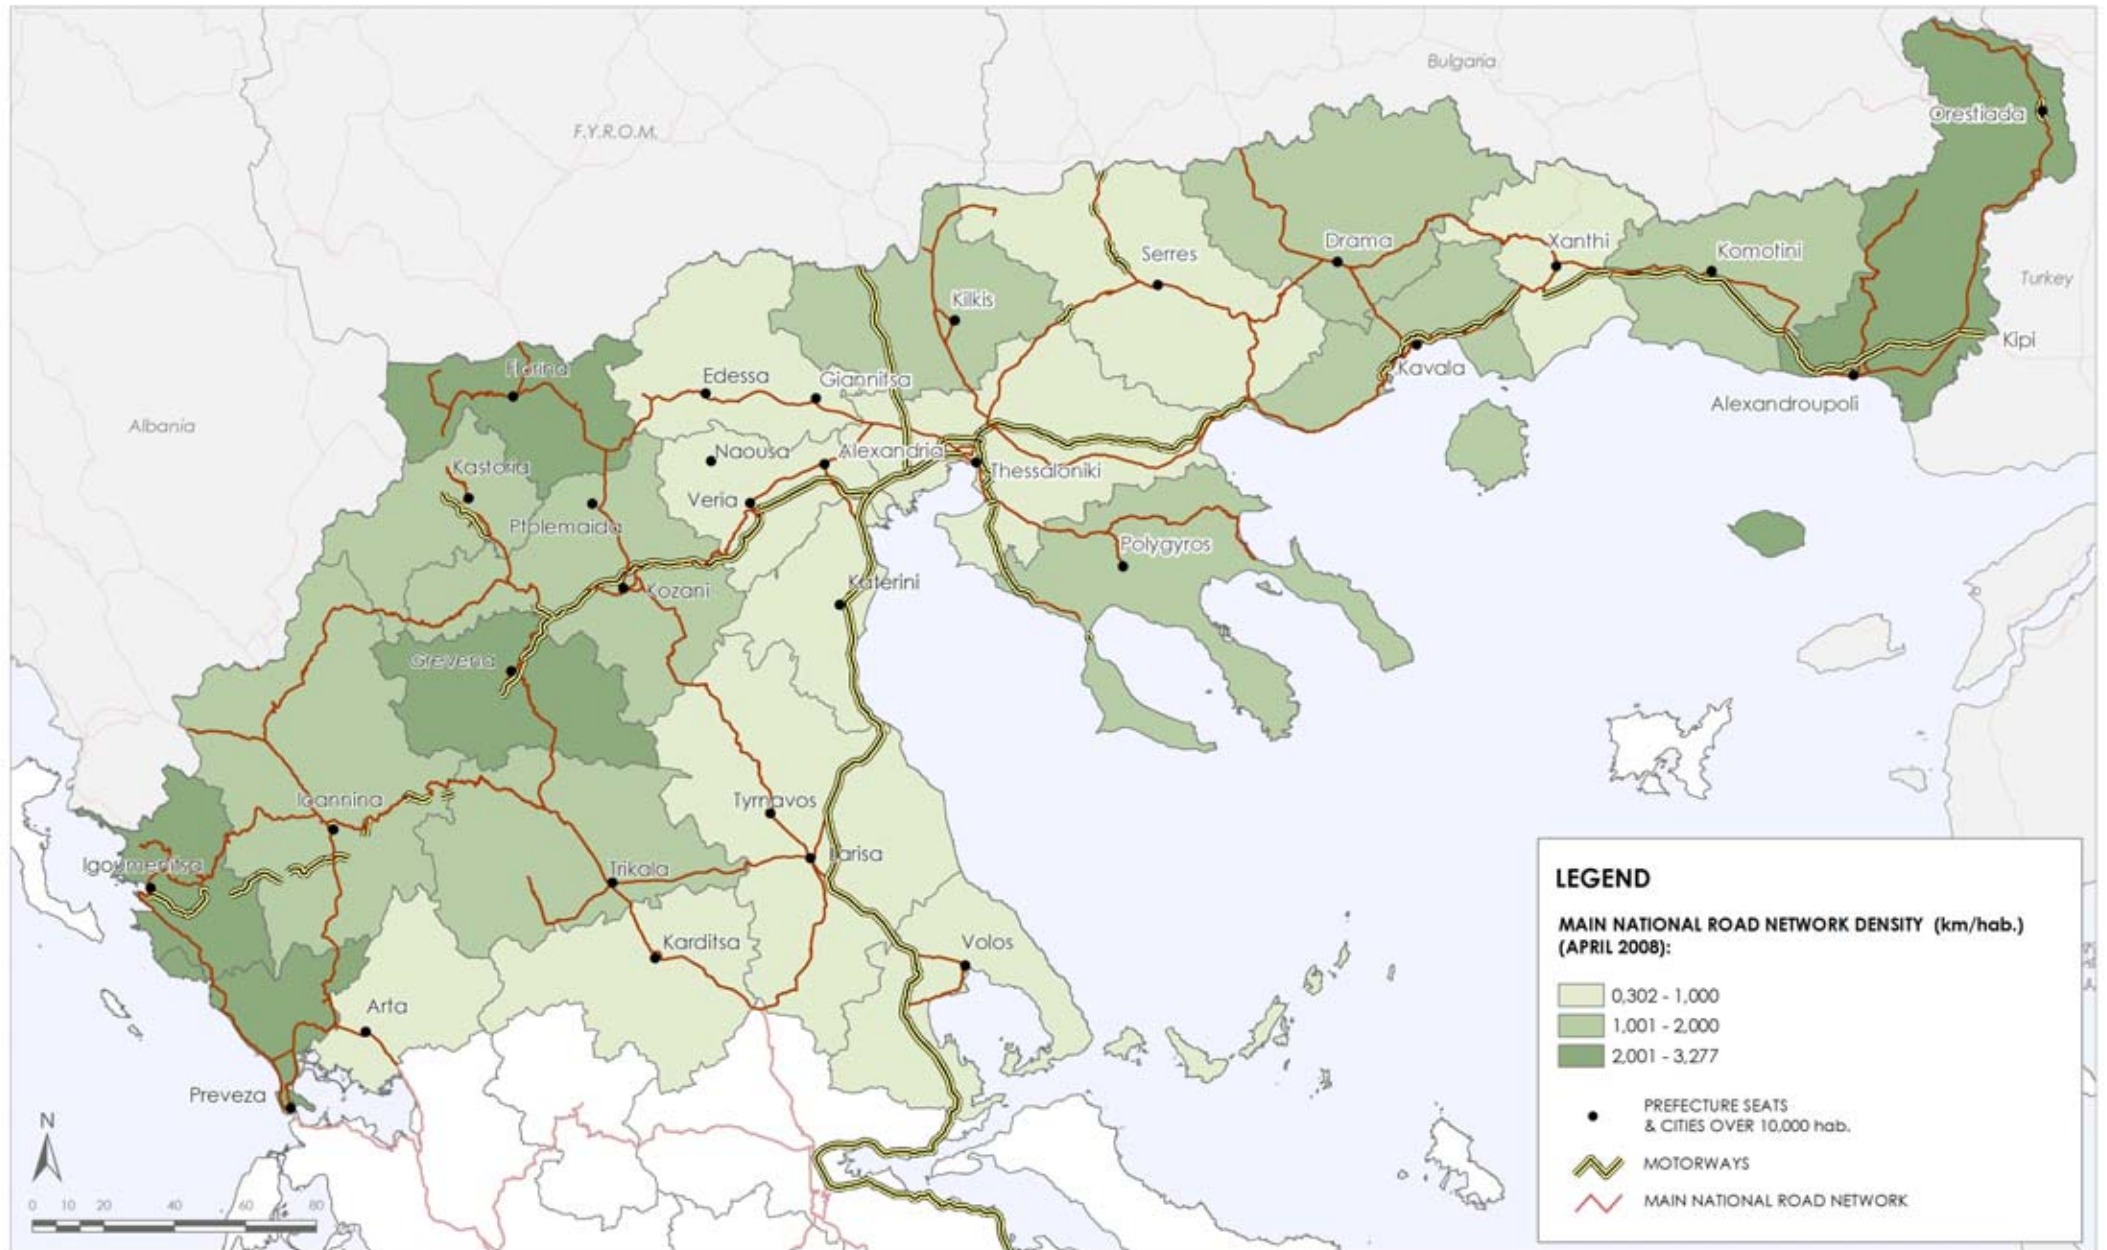 Bulgaria
F.Y.R.O.M.
Orestiada
Drama
Xanthi
Komotini
Serres
Turkey
Kilkis
Kipi
Florina
Edessa
Giannitsa
Kavala
Alexandroupoli
Albania
Naousa
Alexandria
Kastoria
Thessaloniki
Veria
Ptolemaida
Polygyros
Kozani
Katerini
Grevena
Ioannina
Tyrnavos
Igoumenitsa
Trikala
Larisa
Karditsa
Volos
Arta
Preveza
N
0 10 20 40 60 80
LEGEND
MAIN NATIONAL ROAD NETWORK DENSITY (km/hab.)
(APRIL 2008):
0,302 - 1,000
1,001 - 2,000
2,001 - 3,277
PREFECTURE SEATS
& CITIES OVER 10,000 hab.
MOTORWAYS
MAIN NATIONAL ROAD NETWORK